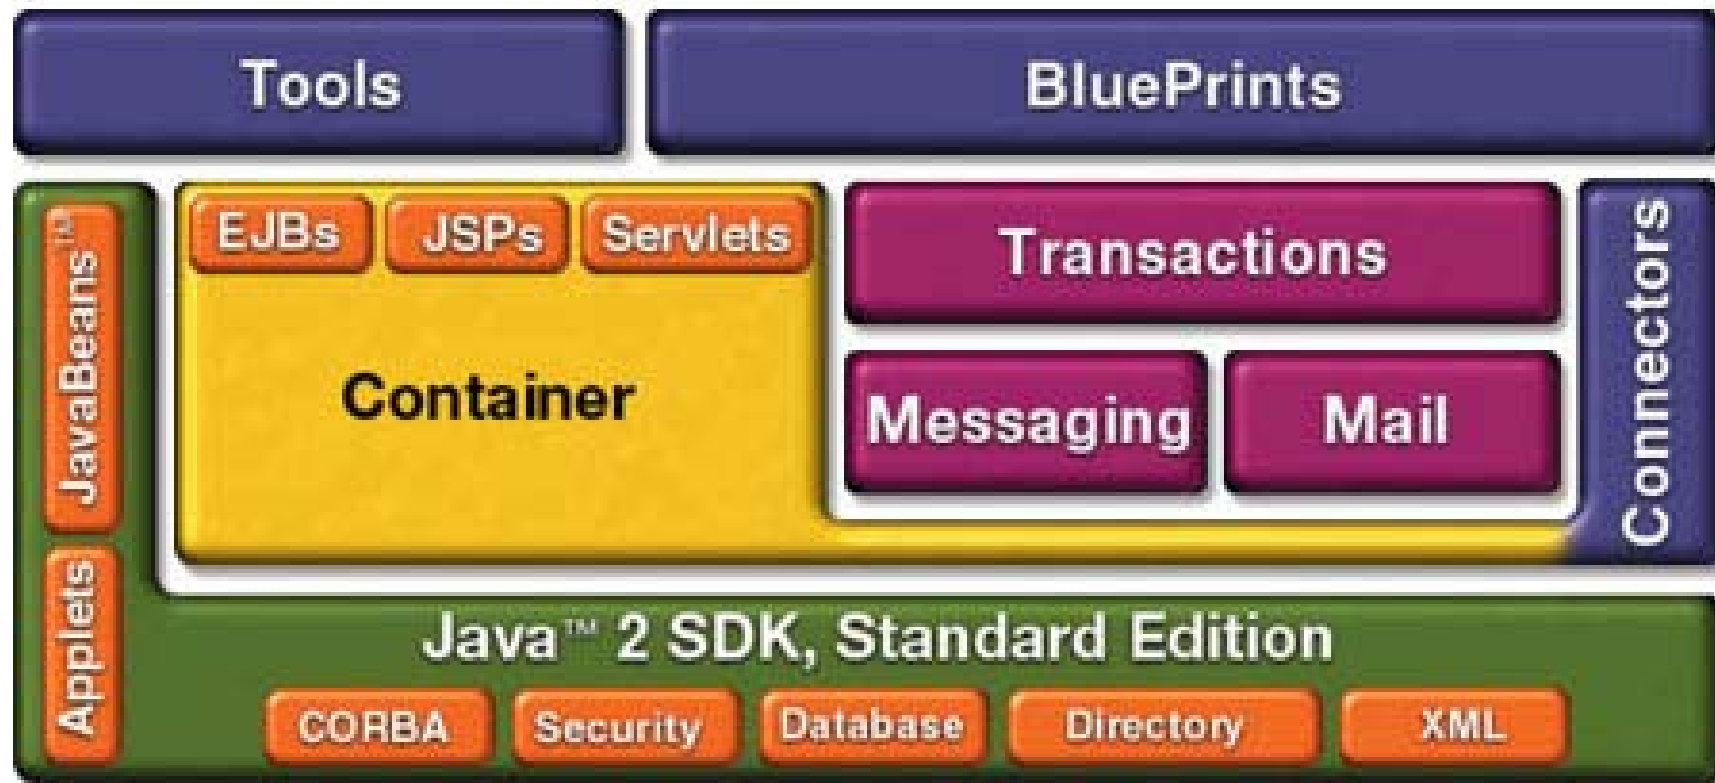 Tools
BluePrints
JavaBeans™
Applets
EJBs
JSPs
Servlets
Container
Transactions
Messaging
Mail
Connectors
Java™ 2 SDK, Standard Edition
CORBA
Security
Database
Directory
XML